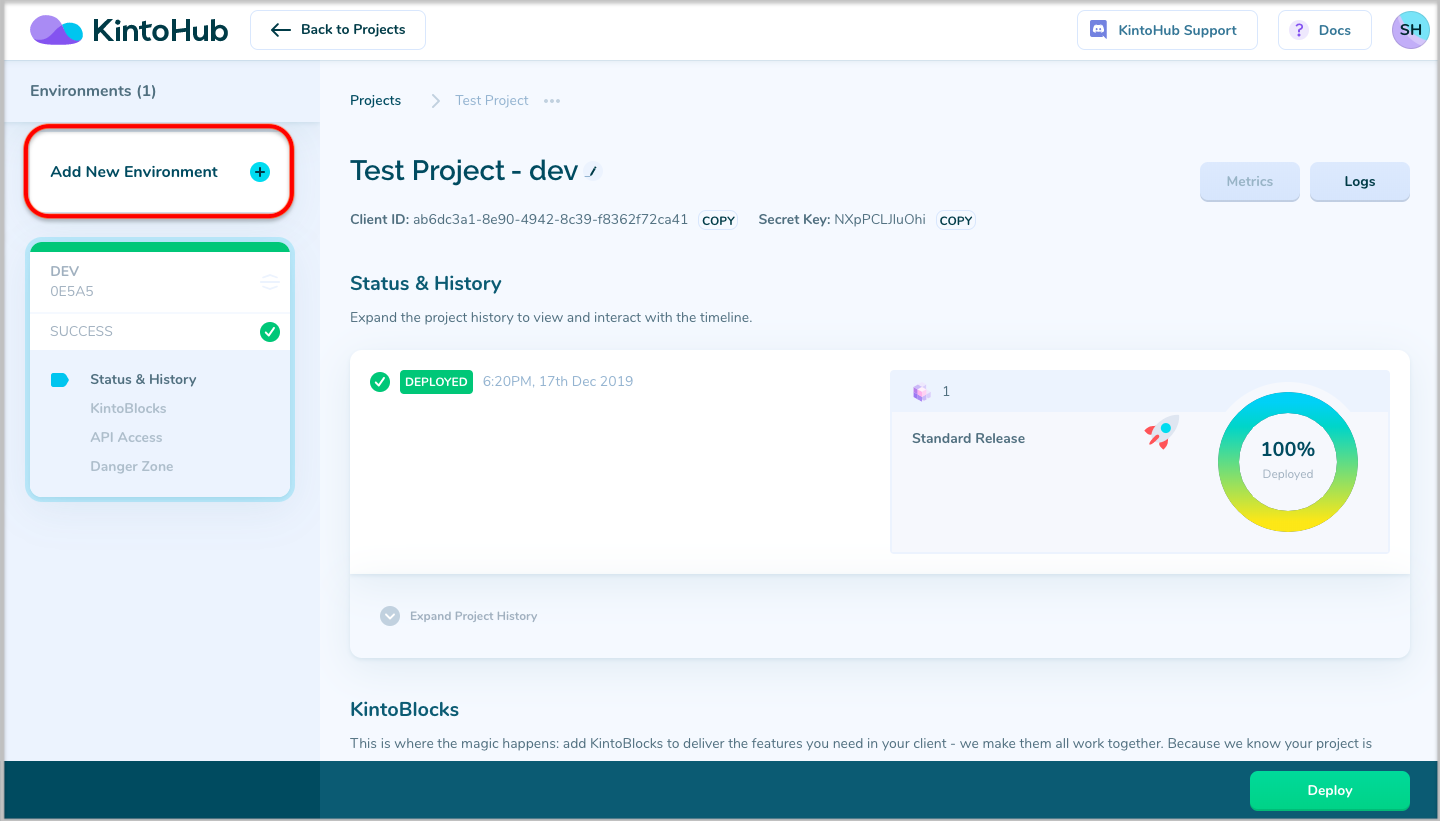 KintoHub
Back to Projects
KintoHub Support
? Docs
SH
Environments (1)
Add New Environment
DEV
0E5A5
SUCCESS
Status & History
KintoBlocks
API Access
Danger Zone
Projects
Test Project
Test Project - dev
Metrics
Logs
Client ID: ab6dc3a1-8e90-4942-8c39-f8362f72ca41 COPY Secret Key: NXpPCLJluOhi COPY
Status & History
Expand the project history to view and interact with the timeline.
DEPLOYED 6:20PM, 17th Dec 2019
1
Standard Release
100%
Deployed
Expand Project History
KintoBlocks
This is where the magic happens: add KintoBlocks to deliver the features you need in your client - we make them all work together. Because we know your project is
Deploy